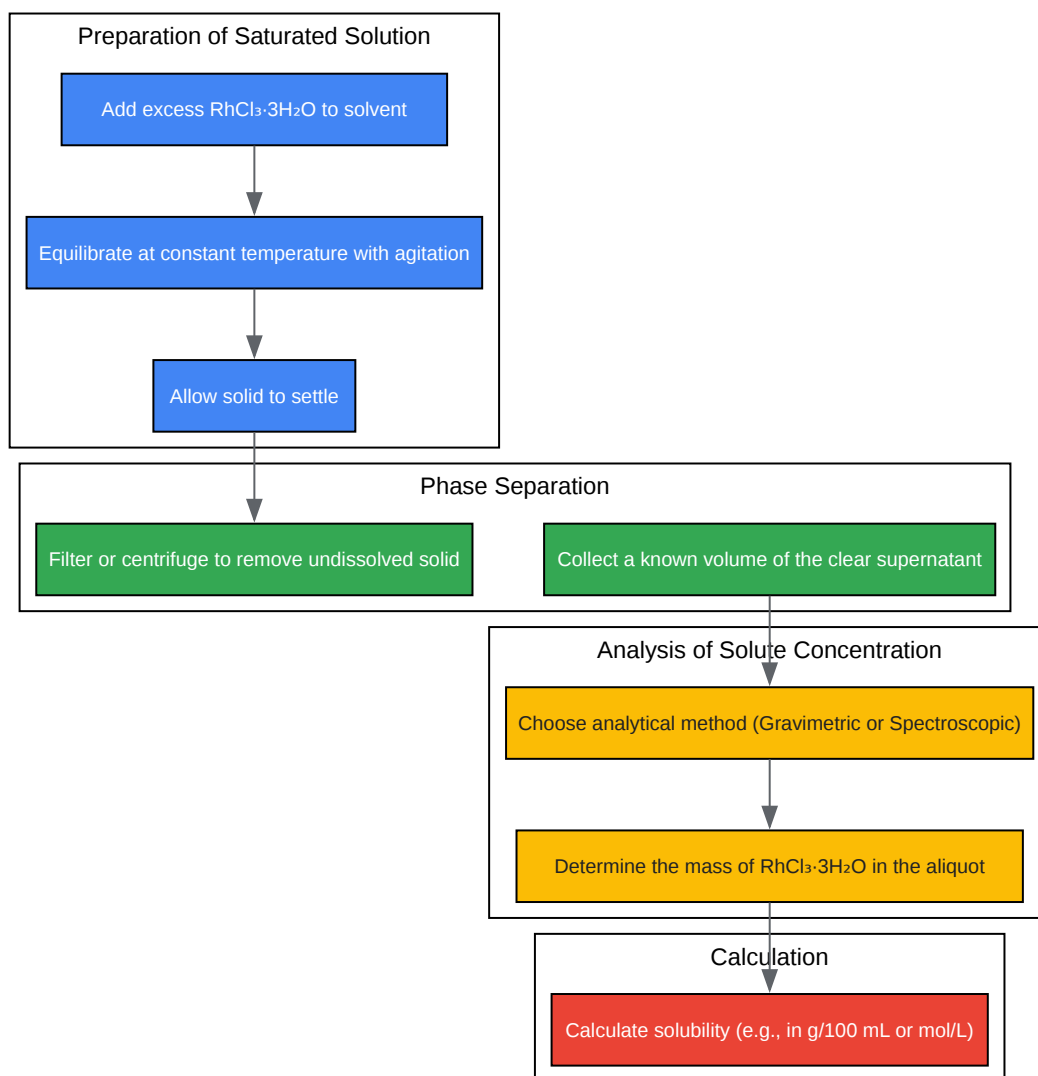 Preparation of Saturated Solution
Add excess RhCl₃·3H₂O to solvent
Equilibrate at constant temperature with agitation
Allow solid to settle
Phase Separation
Filter or centrifuge to remove undissolved solid
Collect a known volume of the clear supernatant
Analysis of Solute Concentration
Choose analytical method (Gravimetric or Spectroscopic)
Determine the mass of RhCl₃·3H₂O in the aliquot
Calculation
Calculate solubility (e.g., in g/100 mL or mol/L)